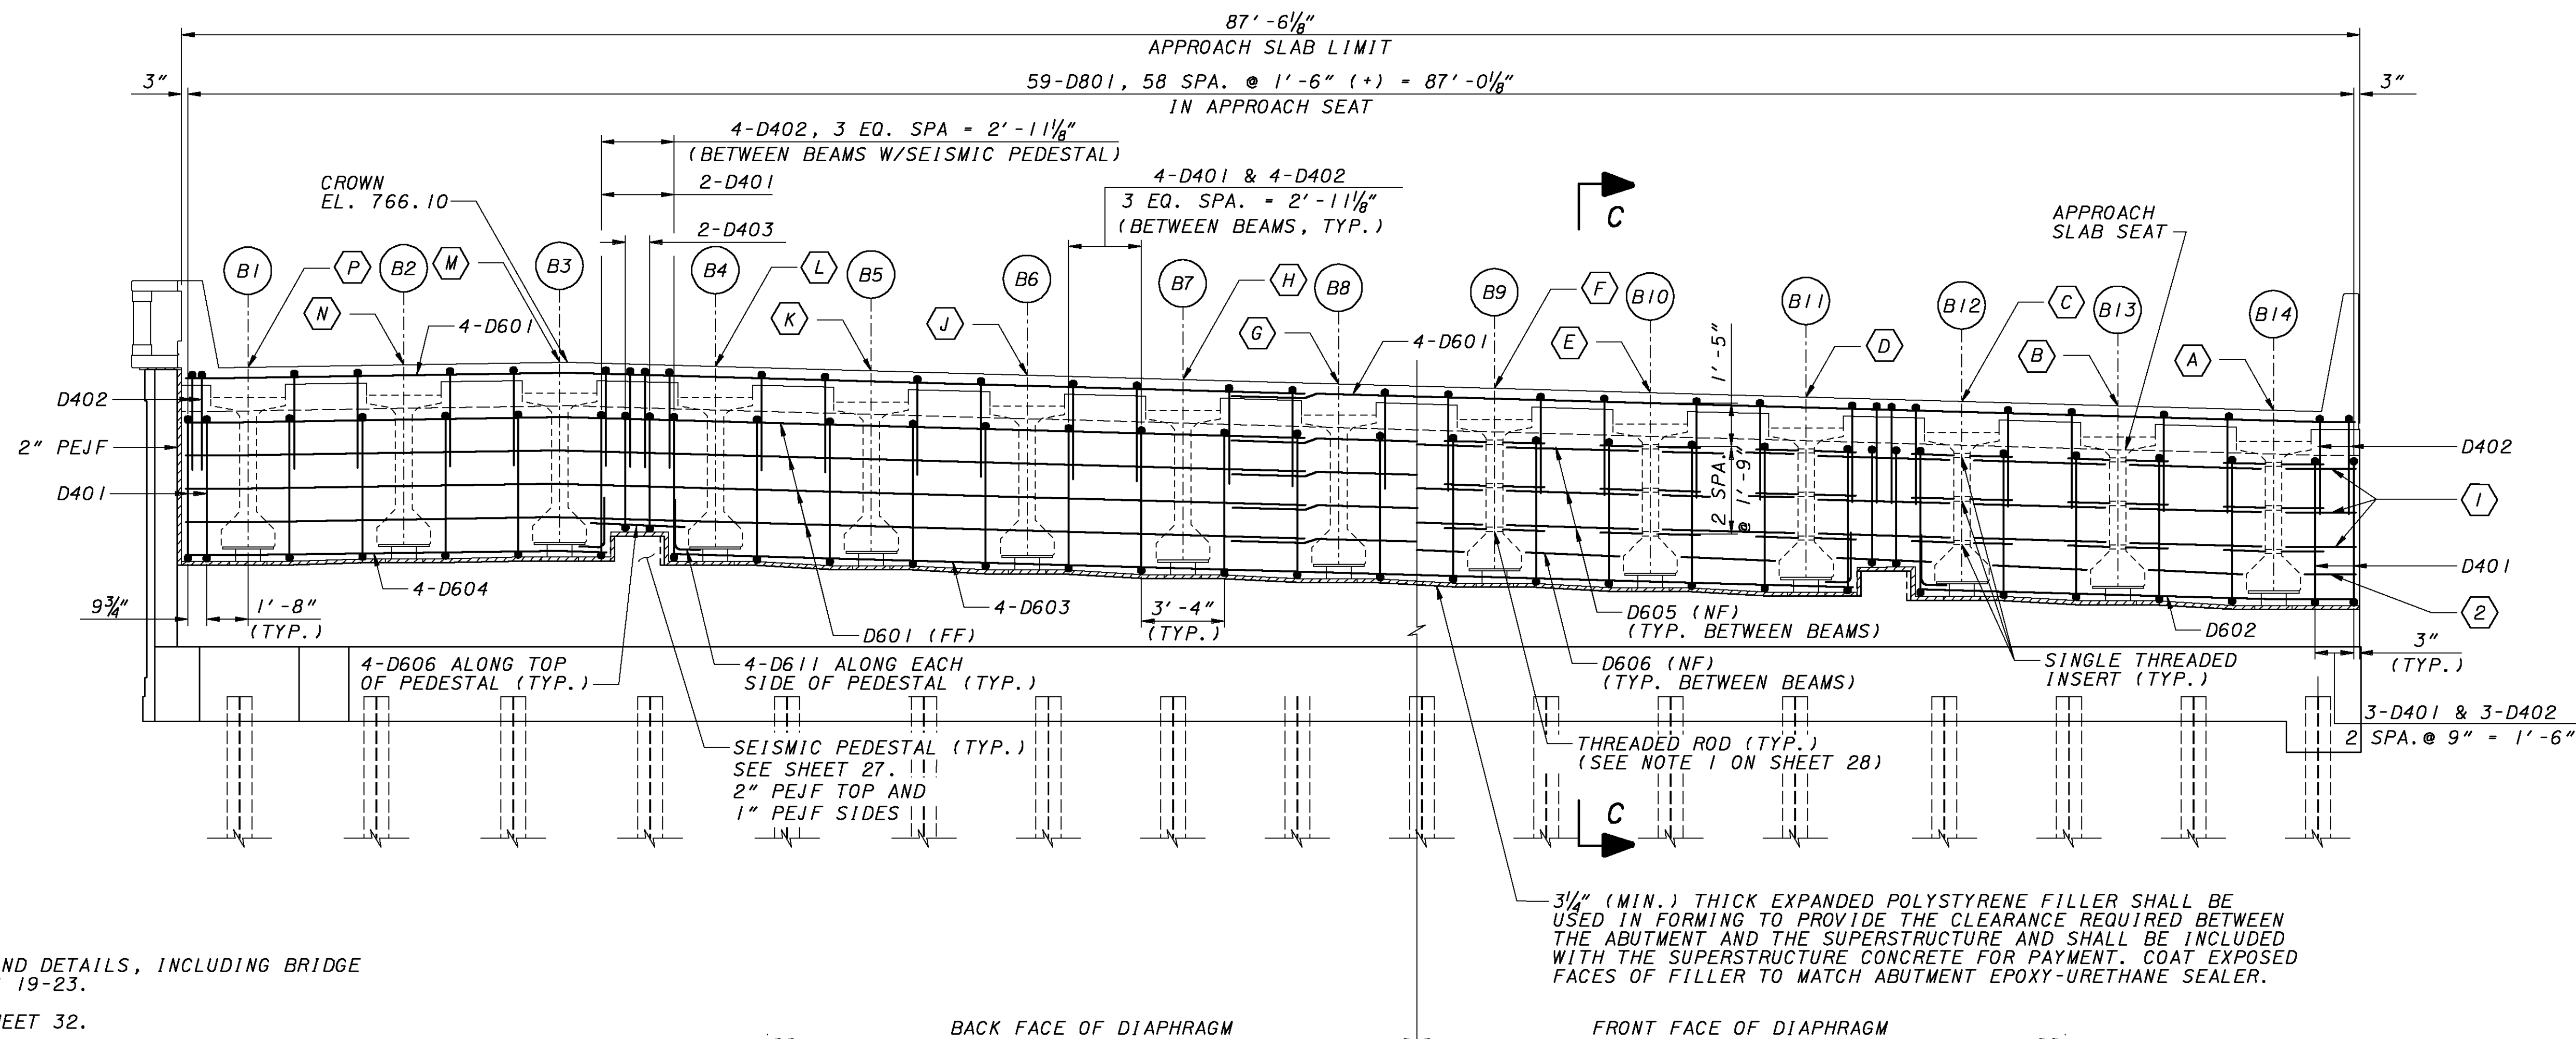 87'-6 1/8"
APPROACH SLAB LIMIT
3"
59-D801, 58 SPA. @ 1'-6" (+) = 87'-0 1/8"
3"
IN APPROACH SEAT
4-D402, 3 EQ. SPA = 2'-11 1/8"
(BETWEEN BEAMS W/SEISMIC PEDESTAL)
2-D401
2-D403
4-D401 & 4-D402
3 EQ. SPA. = 2'-11 1/8"
(BETWEEN BEAMS, TYP.)
CROWN
EL. 766.10
C
APPROACH
SLAB SEAT
B1
P
B2
M
B3
B4
L
B5
B6
B7
H
B8
B9
F
B10
B11
B12
C
B13
B14
N
K
J
G
E
D
B
A
4-D601
4-D601
1'-5"
2 SPA.
@ 1'-9"
D402
2" PEJF
D401
D402
1
D401
2
9 3/4"
1'-8"
(TYP.)
4-D604
4-D603
3'-4"
(TYP.)
D601 (FF)
D605 (NF)
(TYP. BETWEEN BEAMS)
D602
4-D606 ALONG TOP
OF PEDESTAL (TYP.)
4-D611 ALONG EACH
SIDE OF PEDESTAL (TYP.)
D606 (NF)
(TYP. BETWEEN BEAMS)
SINGLE THREADED
INSERT (TYP.)
3"
(TYP.)
3-D401 & 3-D402
2 SPA.@ 9" = 1'-6"
SEISMIC PEDESTAL (TYP.)
SEE SHEET 27.
2" PEJF TOP AND
1" PEJF SIDES
THREADED ROD (TYP.)
(SEE NOTE 1 ON SHEET 28)
C
3 1/4" (MIN.) THICK EXPANDED POLYSTYRENE FILLER SHALL BE
USED IN FORMING TO PROVIDE THE CLEARANCE REQUIRED BETWEEN
THE ABUTMENT AND THE SUPERSTRUCTURE AND SHALL BE INCLUDED
WITH THE SUPERSTRUCTURE CONCRETE FOR PAYMENT. COAT EXPOSED
FACES OF FILLER TO MATCH ABUTMENT EPOXY-URETHANE SEALER.
ND DETAILS, INCLUDING BRIDGE
19-23.
EET 32.
BACK FACE OF DIAPHRAGM
FRONT FACE OF DIAPHRAGM